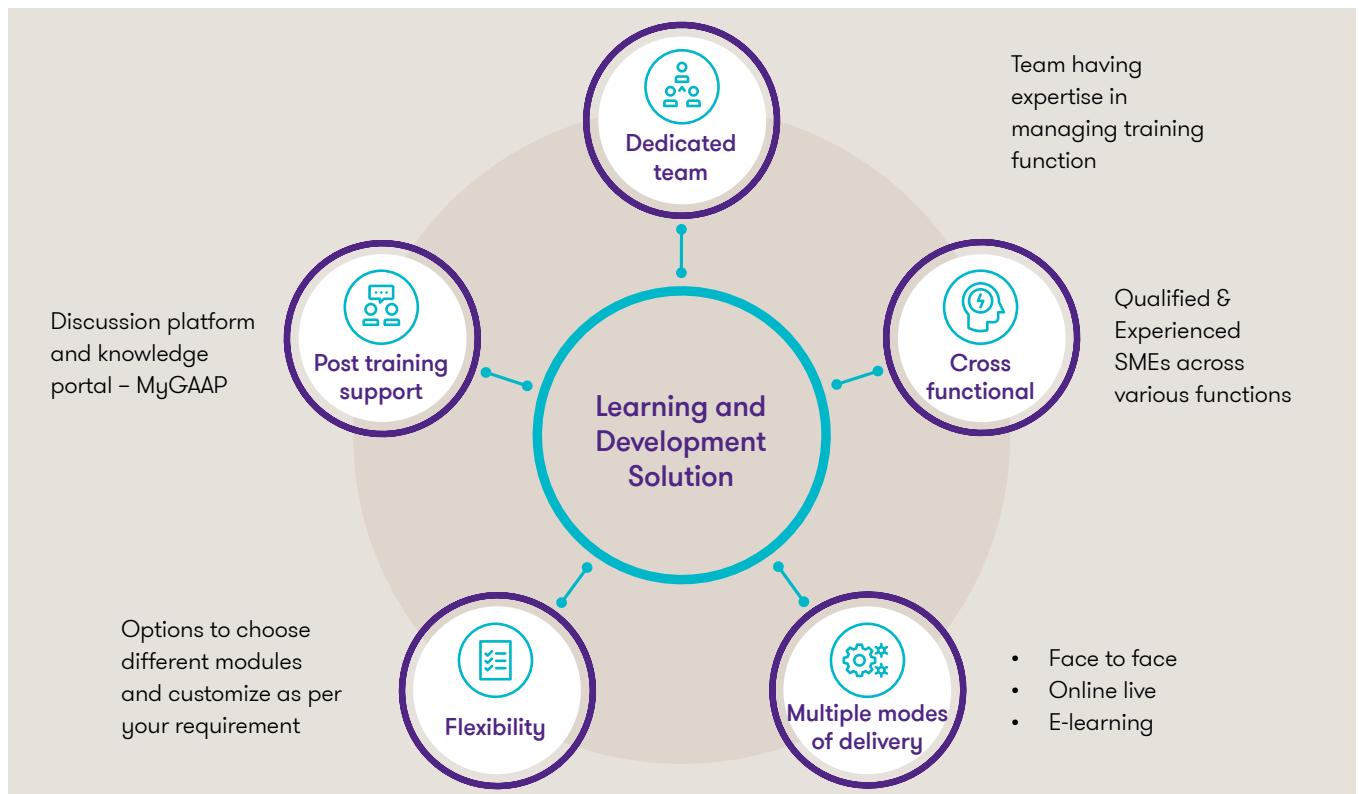 Dedicated
team
Team having
expertise in
managing training
function
Cross
functional
Qualified &
Experienced
SMEs across
various functions
Multiple modes
of delivery
• Face to face
• Online live
• E-learning
Flexibility
Options to choose
different modules
and customize as per
your requirement
Post training
support
Discussion platform
and knowledge
portal – MyGAAP
Learning and
Development
Solution